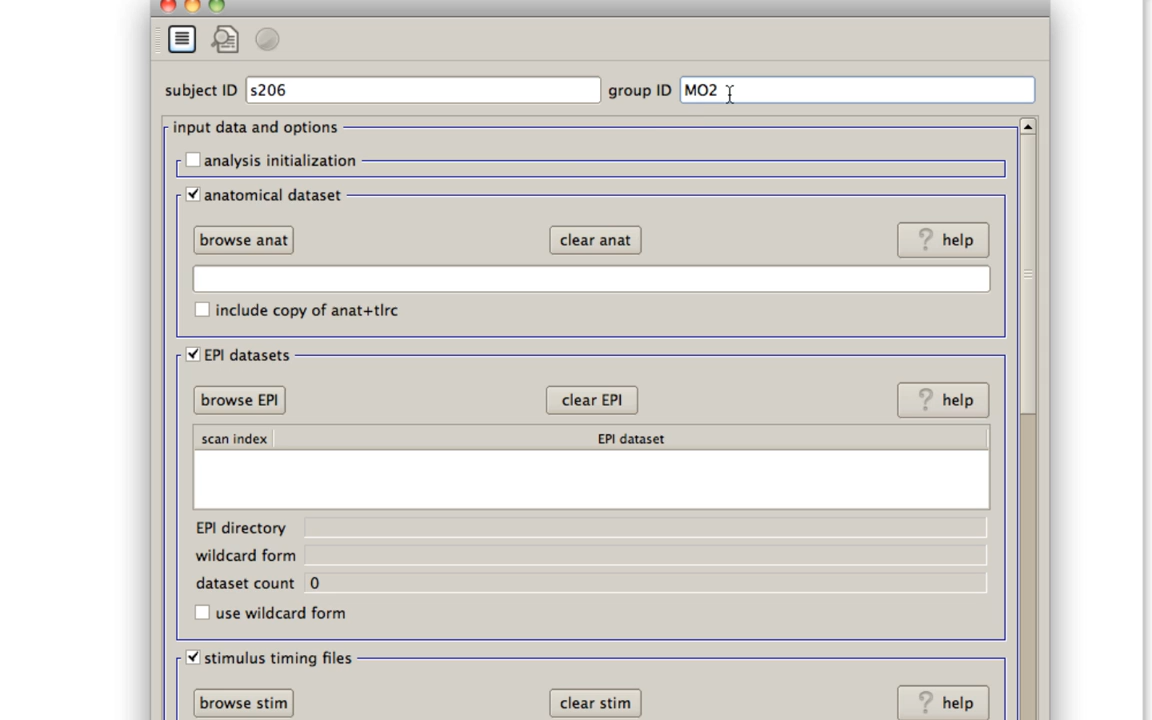 subject ID s206 group ID MO2
input data and options
analysis initialization
anatomical dataset
browse anat clear anat ? help
include copy of anat+tlrc
EPI datasets
browse EPI clear EPI ? help
scan index EPI dataset
EPI directory
wildcard form
dataset count 0
use wildcard form
stimulus timing files
browse stim clear stim ? help